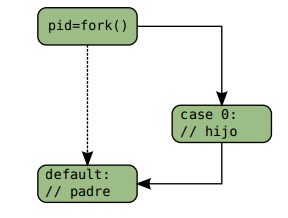 pid=fork()
case 0:
// hijo
default:
// padre